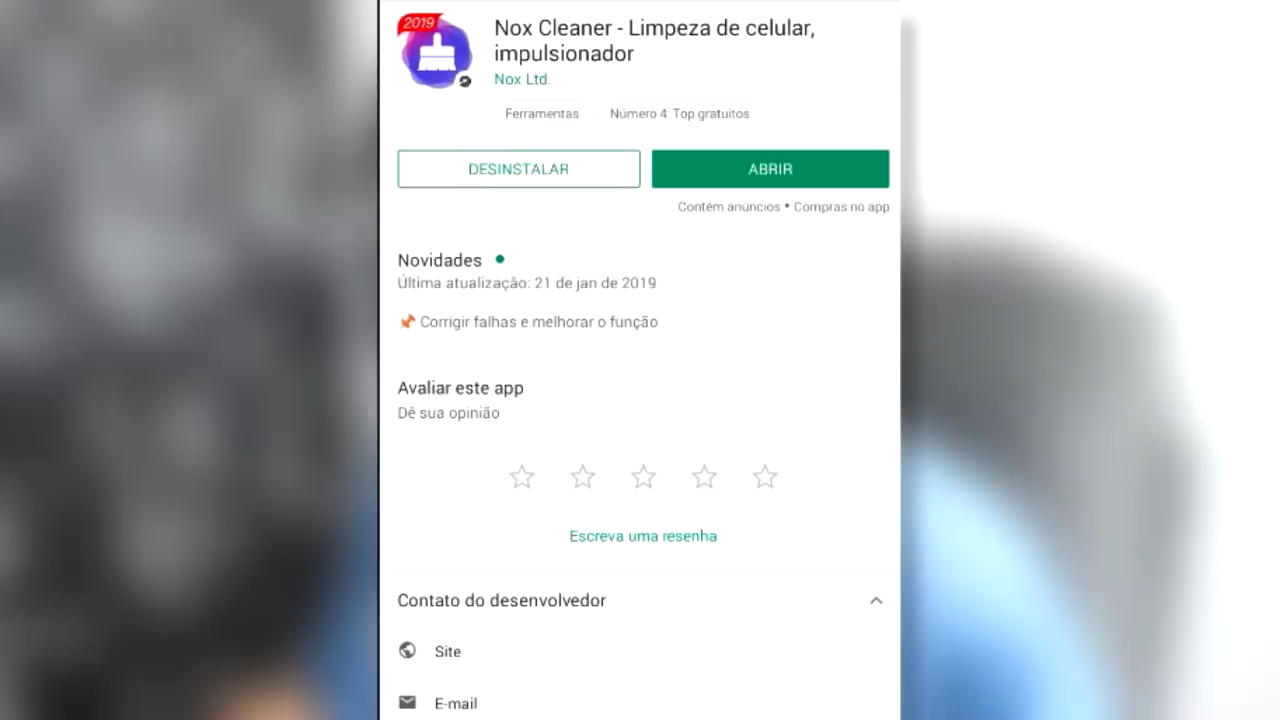 2019
Nox Cleaner - Limpeza de celular,
impulsionador
Nox Ltd.
Ferramentas
Número 4: Top gratuitos
DESINSTALAR
ABRIR
Contém anúncios • Compras no app
Novidades
Última atualização: 21 de jan de 2019
📌 Corrigir falhas e melhorar o função
Avaliar este app
Dê sua opinião
Escreva uma resenha
Contato do desenvolvedor
Site
E-mail